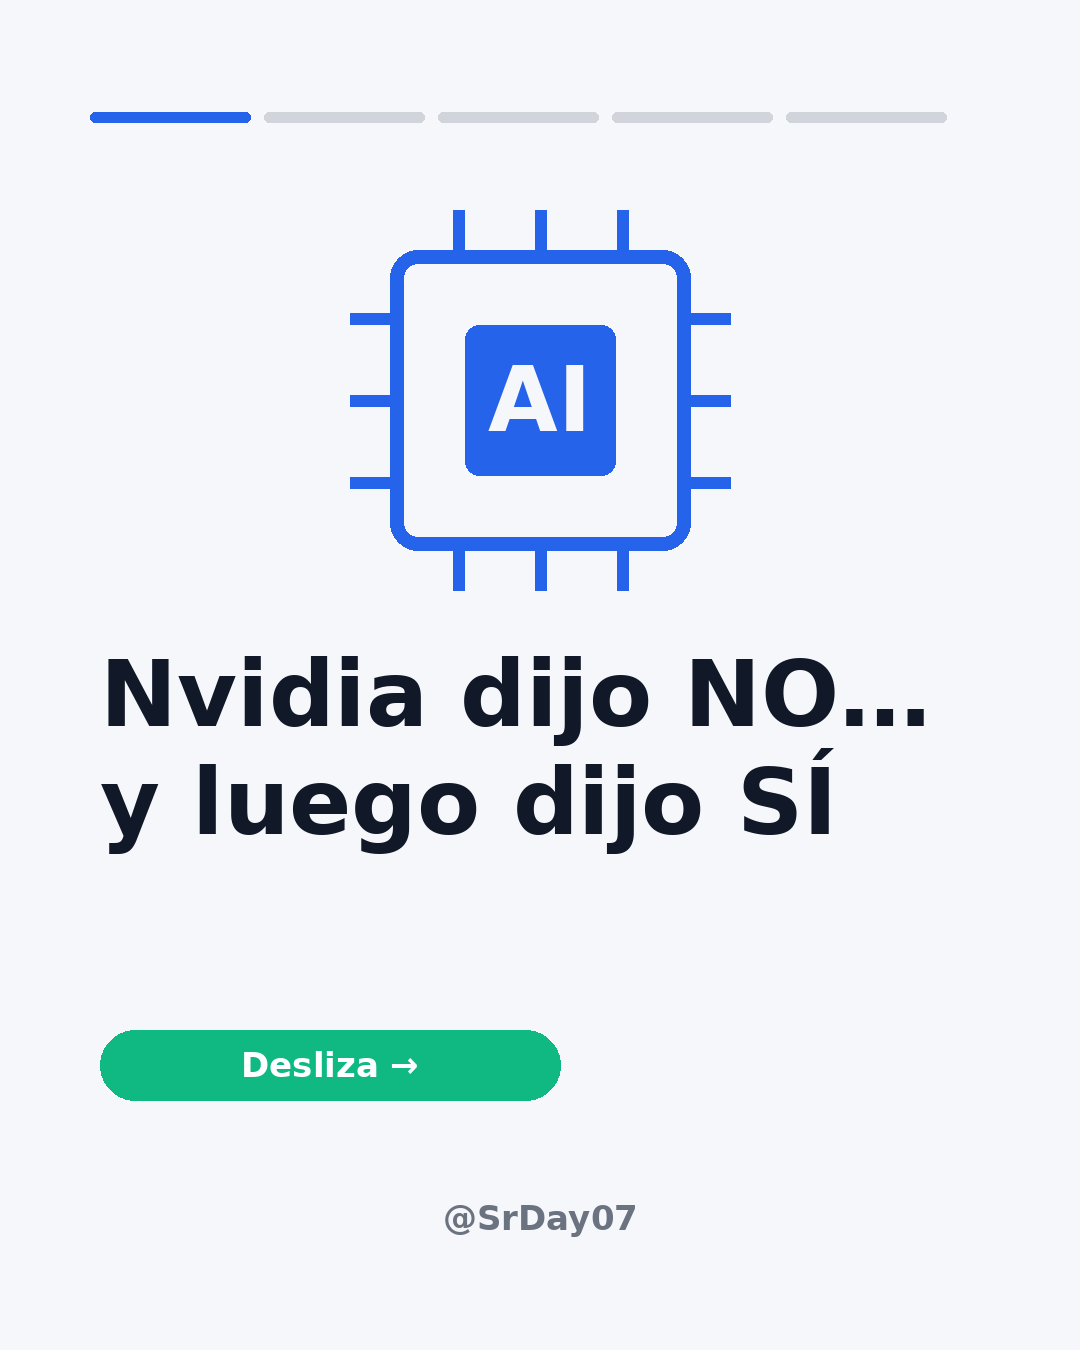 AI
Nvidia dijo NO...
y luego dijo SÍ
Desliza →
@SrDay07